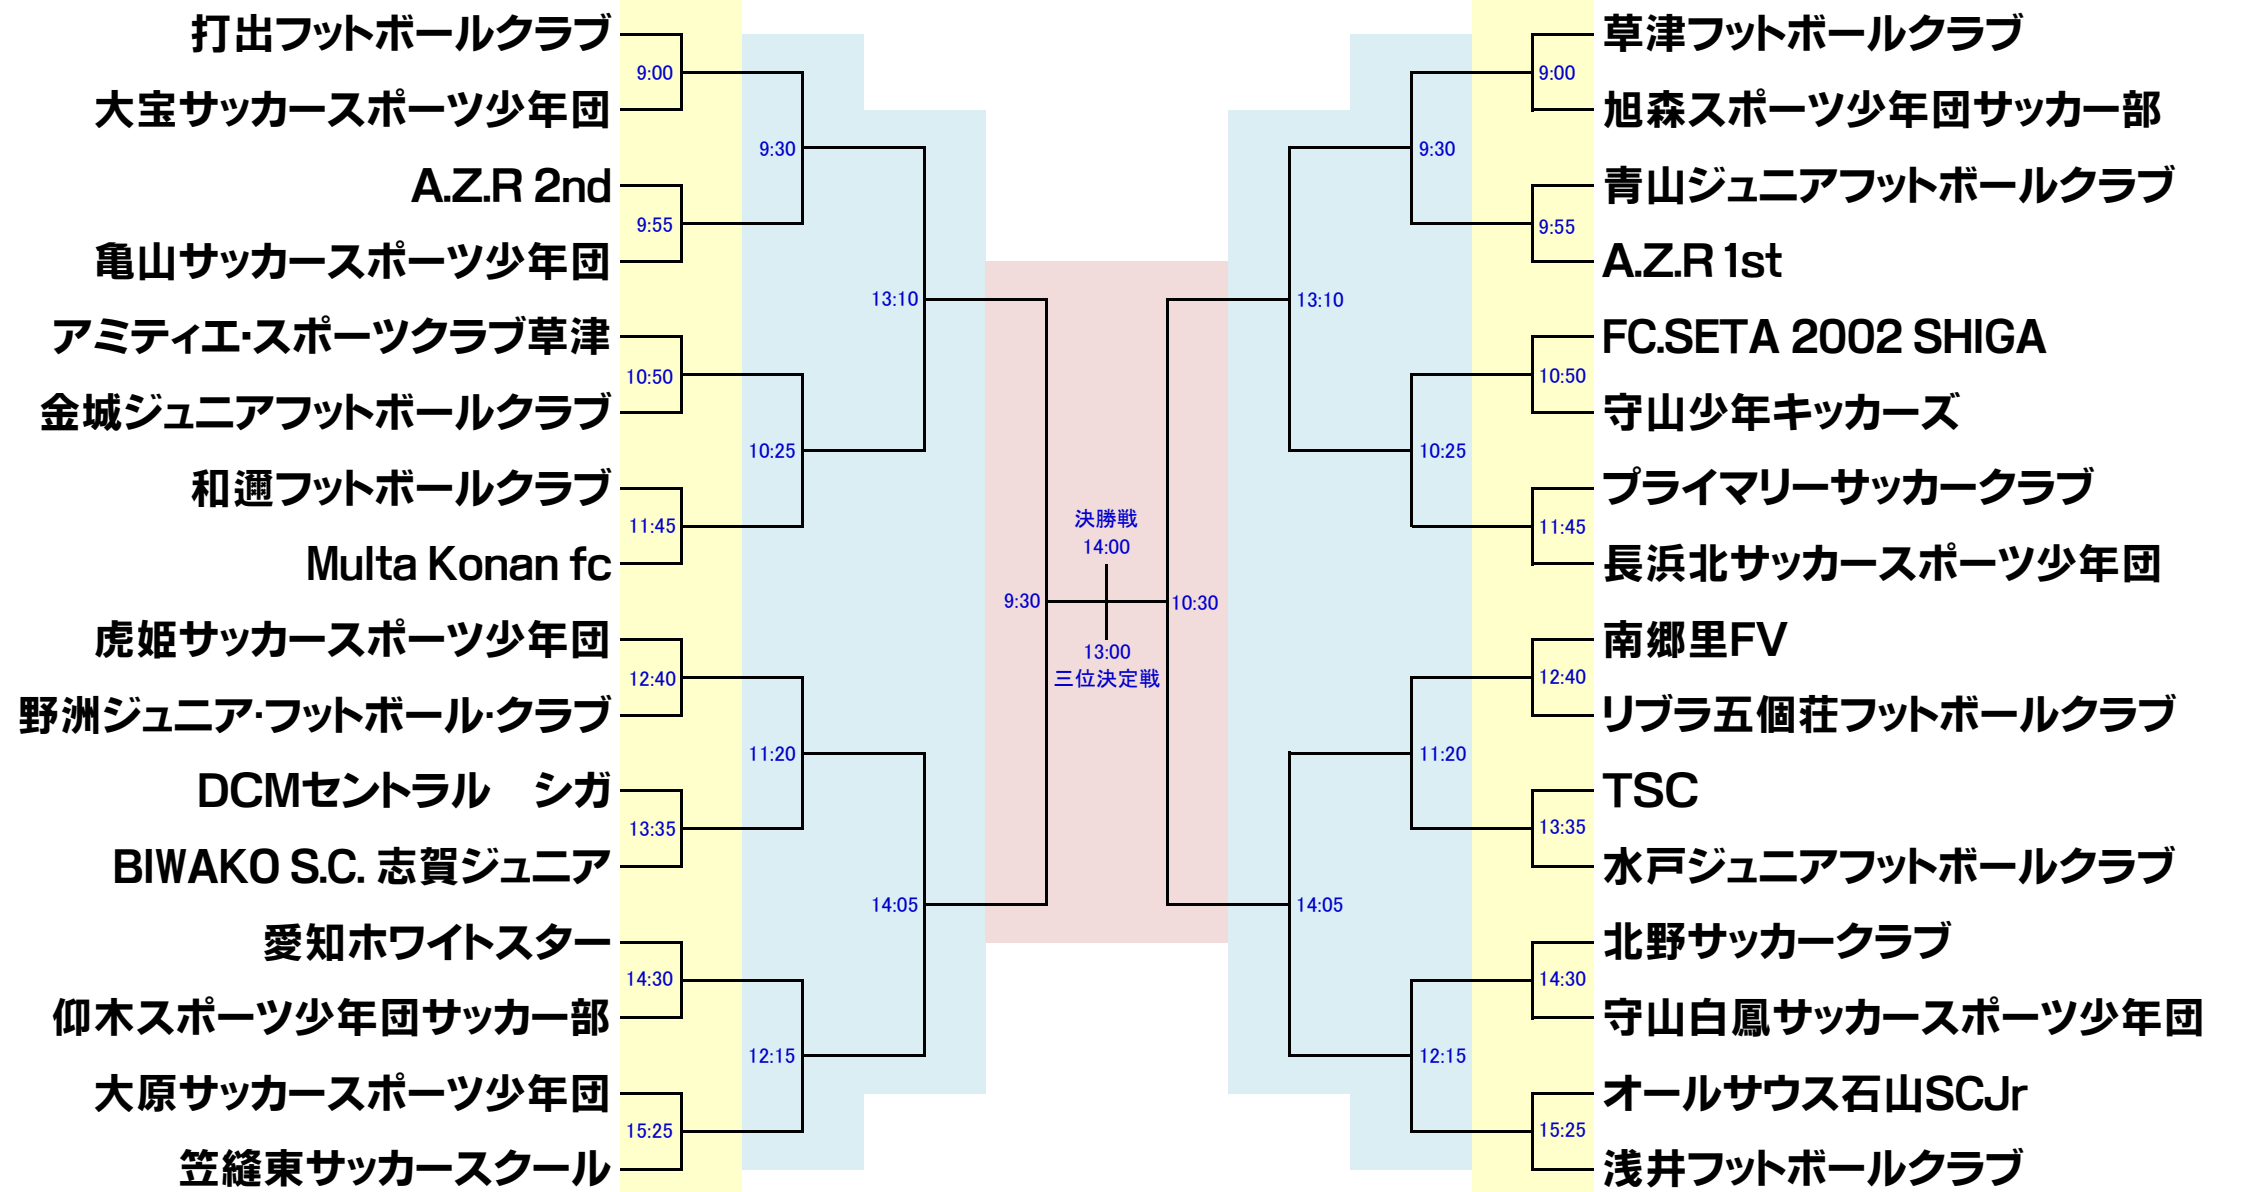 打出フットボールクラブ
大宝サッカースポーツ少年団
A.Z.R 2nd
亀山サッカースポーツ少年団
アミティエ・スポーツクラブ草津
金城ジュニアフットボールクラブ
和邇フットボールクラブ
Multa Konan fc
虎姫サッカースポーツ少年団
野洲ジュニア・フットボール・クラブ
DCMセントラル　シガ
BIWAKO S.C. 志賀ジュニア
愛知ホワイトスター
仰木スポーツ少年団サッカー部
大原サッカースポーツ少年団
笠縫東サッカースクール
9:00
9:55
10:50
11:45
12:40
13:35
14:30
15:25
9:30
10:25
11:20
12:15
13:10
14:05
9:30
決勝戦
14:00
13:00
三位決定戦
10:30
13:10
14:05
9:30
10:25
11:20
12:15
9:00
9:55
10:50
11:45
12:40
13:35
14:30
15:25
草津フットボールクラブ
旭森スポーツ少年団サッカー部
青山ジュニアフットボールクラブ
A.Z.R 1st
FC.SETA 2002 SHIGA
守山少年キッカーズ
プライマリーサッカークラブ
長浜北サッカースポーツ少年団
南郷里FV
リブラ五個荘フットボールクラブ
TSC
水戸ジュニアフットボールクラブ
北野サッカークラブ
守山白鳳サッカースポーツ少年団
オールサウス石山SCJr
浅井フットボールクラブ